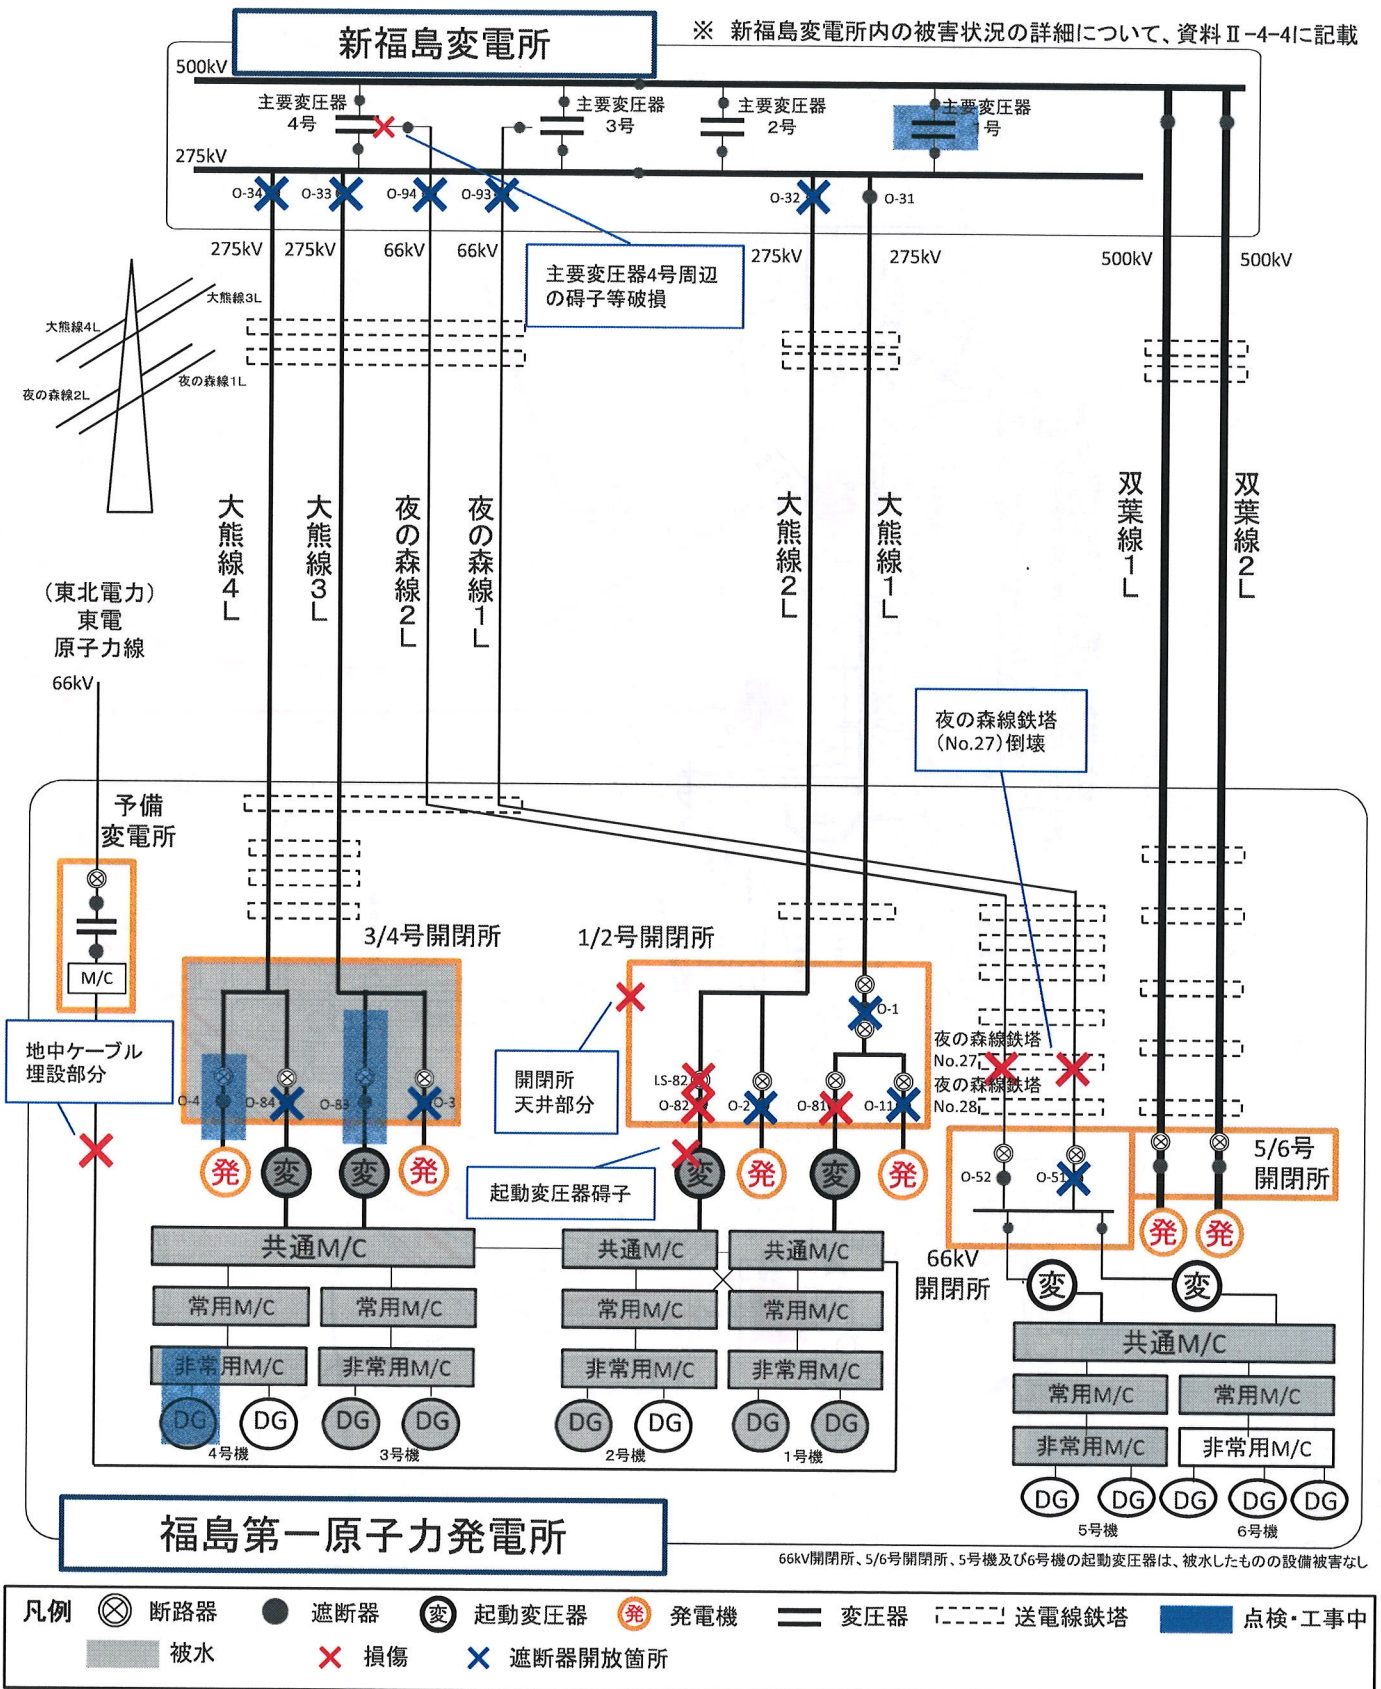 新福島変電所
※ 新福島変電所内の被害状況の詳細について、資料Ⅱ-4-4に記載
500kV
主要変圧器
4号
主要変圧器
3号
主要変圧器
2号
主要変圧器
1号
275kV
O-34
O-33
O-94
O-93
O-32
O-31
275kV
275kV
66kV
66kV
275kV
275kV
500kV
500kV
主要変圧器4号周辺
の碍子等破損
大熊線3L
大熊線4L
夜の森線1L
夜の森線2L
大熊線4L
大熊線3L
夜の森線2L
夜の森線1L
大熊線2L
大熊線1L
双葉線1L
双葉線2L
(東北電力)
東電
原子力線
66kV
夜の森線鉄塔
(No.27)倒壊
予備
変電所
M/C
3/4号開閉所
1/2号開閉所
地中ケーブル
埋設部分
開閉所
天井部分
起動変圧器碍子
O-1
夜の森線鉄塔
No.27
夜の森線鉄塔
No.28
LS-82
O-4
O-84
O-83
O-3
O-82
O-2
O-81
O-11
O-52
O-51
5/6号
開閉所
発
変
変
発
変
発
変
発
発
発
66kV
開閉所
変
変
共通M/C
共通M/C
共通M/C
常用M/C
常用M/C
常用M/C
常用M/C
非常用M/C
非常用M/C
非常用M/C
非常用M/C
DG
DG
DG
DG
DG
DG
DG
DG
4号機
3号機
2号機
1号機
共通M/C
常用M/C
常用M/C
非常用M/C
非常用M/C
DG
DG
DG
DG
DG
5号機
6号機
福島第一原子力発電所
66kV開閉所、5/6号開閉所、5号機及び6号機の起動変圧器は、被水したものの設備被害なし
凡例
断路器
遮断器
変
起動変圧器
発
発電機
変圧器
送電線鉄塔
点検・工事中
被水
損傷
遮断器開放箇所